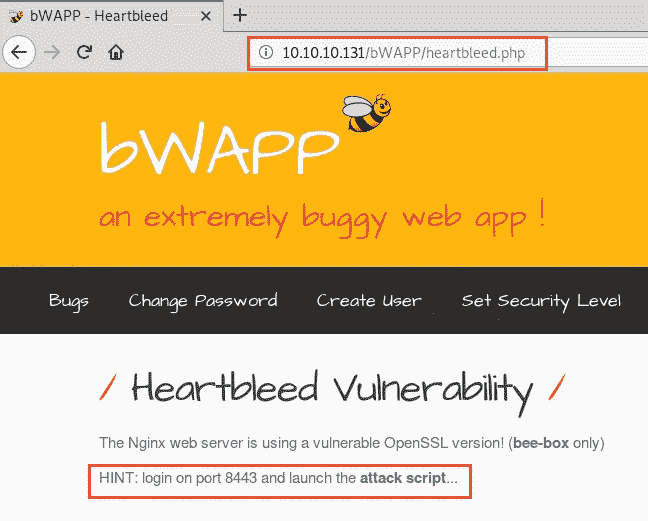 bWAPP - Heartbleed
10.10.10.131/bWAPP/heartbleed.php
bWAPP
an extremely buggy web app !
Bugs Change Password Create User Set Security Level
/ Heartbleed Vulnerability /
The Nginx web server is using a vulnerable OpenSSL version! (bee-box only)
HINT: login on port 8443 and launch the attack script...